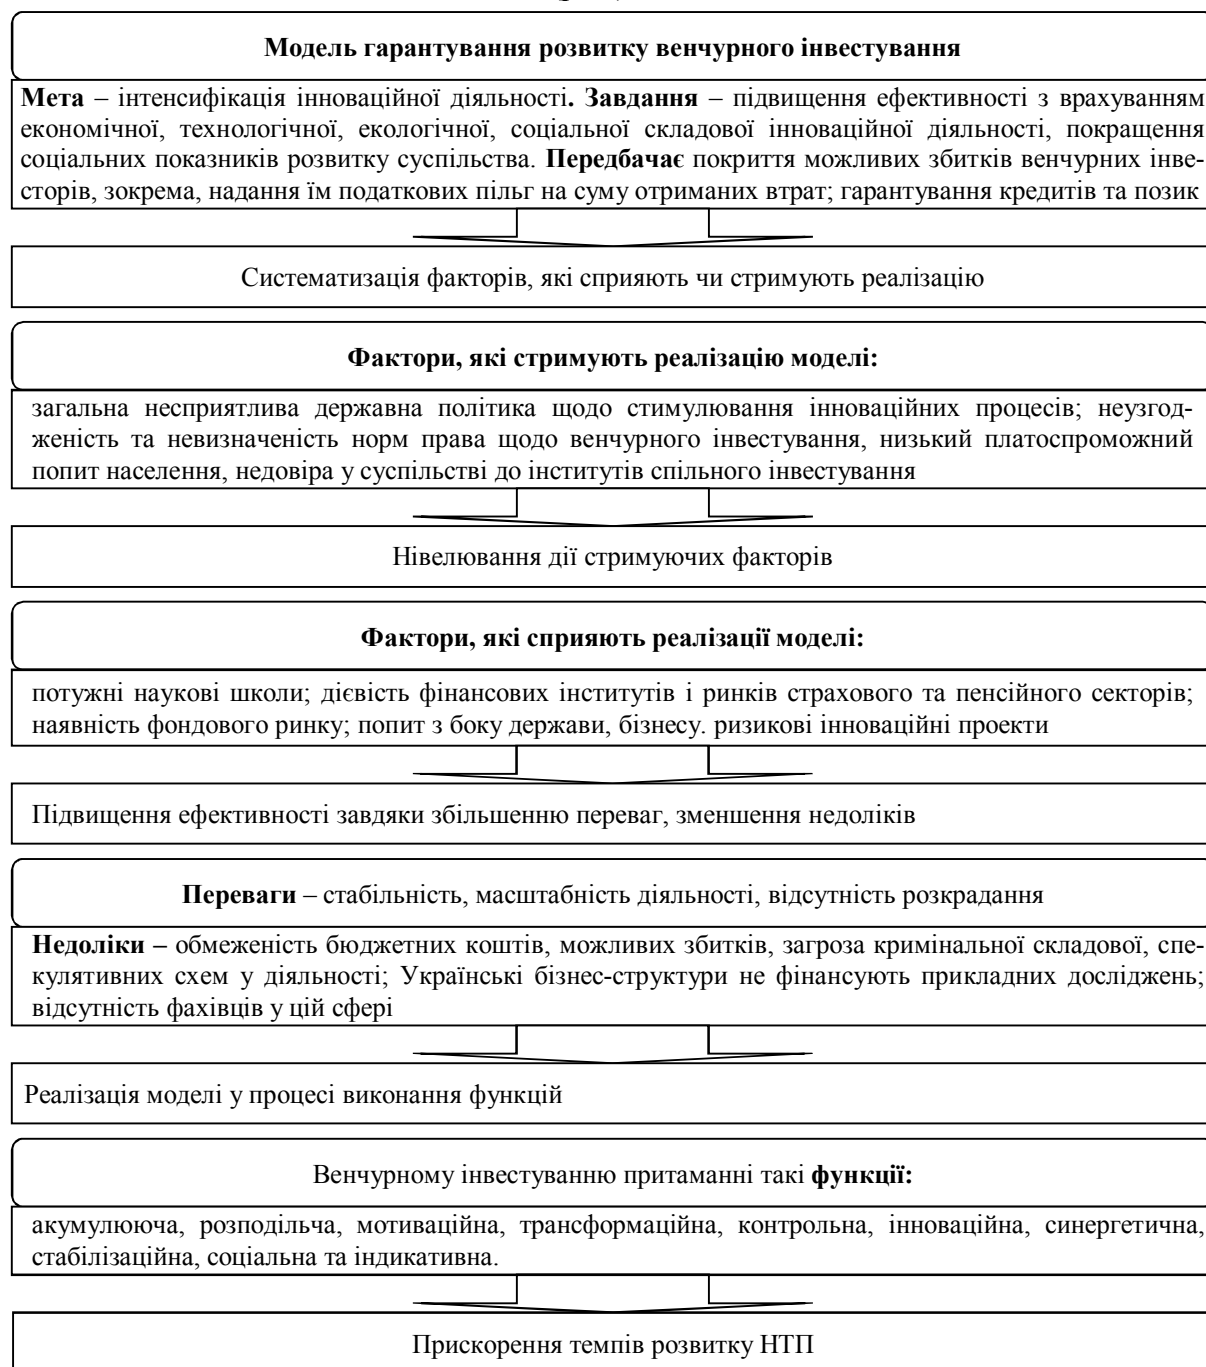 Модель гарантування розвитку венчурного інвестування
Мета – інтенсифікація інноваційної діяльності. Завдання – підвищення ефективності з врахуванням
економічної, технологічної, екологічної, соціальної складової інноваційної діяльності, покращення
соціальних показників розвитку суспільства. Передбачає покриття можливих збитків венчурних інве-
сторів, зокрема, надання їм податкових пільг на суму отриманих втрат; гарантування кредитів та позик
Систематизація факторів, які сприяють чи стримують реалізацію
Фактори, які стримують реалізацію моделі:
загальна несприятлива державна політика щодо стимулювання інноваційних процесів; неузгод-
женість та невизначеність норм права щодо венчурного інвестування, низький платоспроможний
попит населення, недовіра у суспільстві до інститутів спільного інвестування
Нівелювання дії стримуючих факторів
Фактори, які сприяють реалізації моделі:
потужні наукові школи; дієвість фінансових інститутів і ринків страхового та пенсійного секторів;
наявність фондового ринку; попит з боку держави, бізнесу. ризикові інноваційні проекти
Підвищення ефективності завдяки збільшенню переваг, зменшення недоліків
Переваги – стабільність, масштабність діяльності, відсутність розкрадання
Недоліки – обмеженість бюджетних коштів, можливих збитків, загроза кримінальної складової, спе-
кулятивних схем у діяльності; Українські бізнес-структури не фінансують прикладних досліджень;
відсутність фахівців у цій сфері
Реалізація моделі у процесі виконання функцій
Венчурному інвестуванню притаманні такі функції:
акумулююча, розподільча, мотиваційна, трансформаційна, контрольна, інноваційна, синергетична,
стабілізаційна, соціальна та індикативна.
Прискорення темпів розвитку НТП